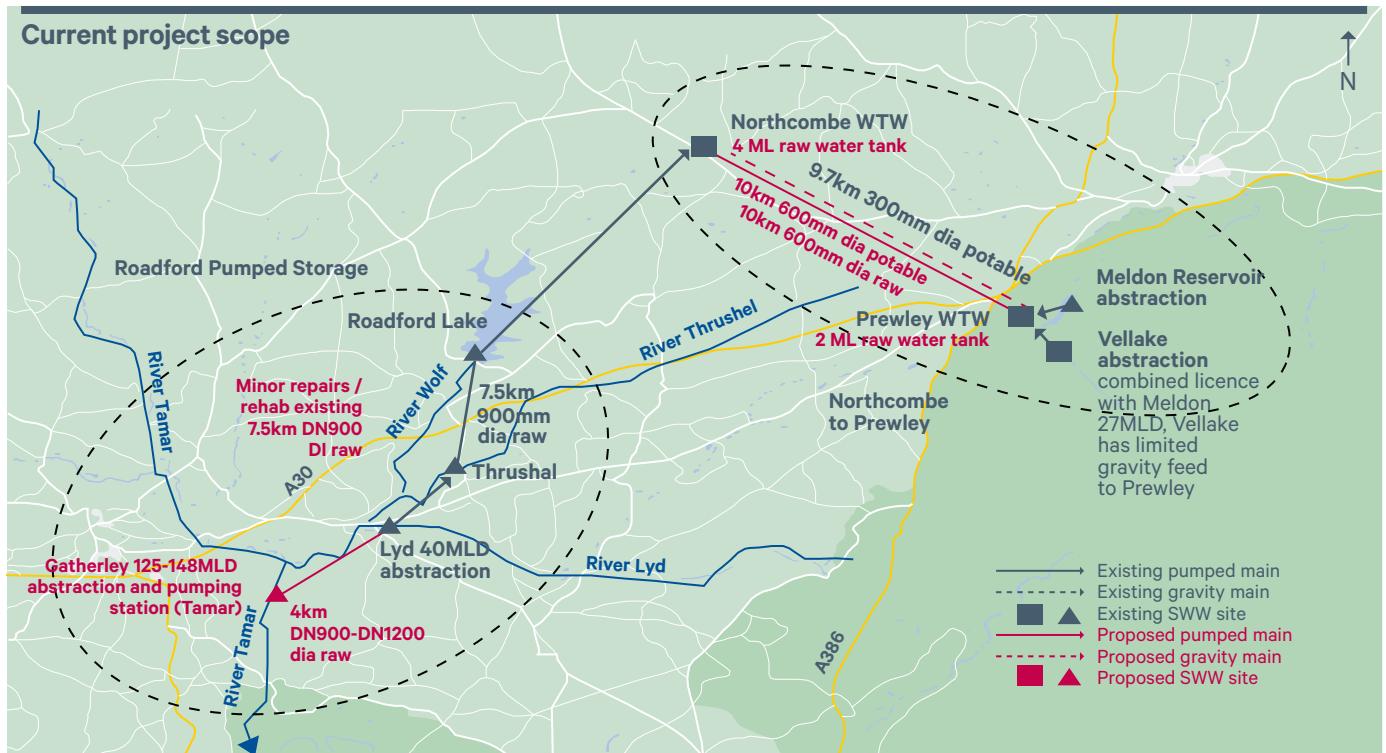 Current project scope
N
Northcombe WTW
4 ML raw water tank
9.7km 300mm dia potable
10km 600mm dia potable
10km 600mm dia raw
Roadford Pumped Storage
Meldon Reservoir
abstraction
Roadford Lake
River Thrushel
Prewley WTW
2 ML raw water tank
Vellake
abstraction
combined licence
with Meldon
27MLD, Vellake
has limited
gravity feed
to Prewley
River Tamar
Minor repairs /
rehab existing
7.5km DN900
DI raw
River Wolf
7.5km
900mm
dia raw
Northcombe
to Prewley
A30
Thrushal
Lyd 40MLD
abstraction
River Lyd
Gatherley 125-148MLD
abstraction and pumping
station (Tamar)
4km
DN900-DN1200
dia raw
River Tamar
A386
Existing pumped main
Existing gravity main
Existing SWW site
Proposed pumped main
Proposed gravity main
Proposed SWW site